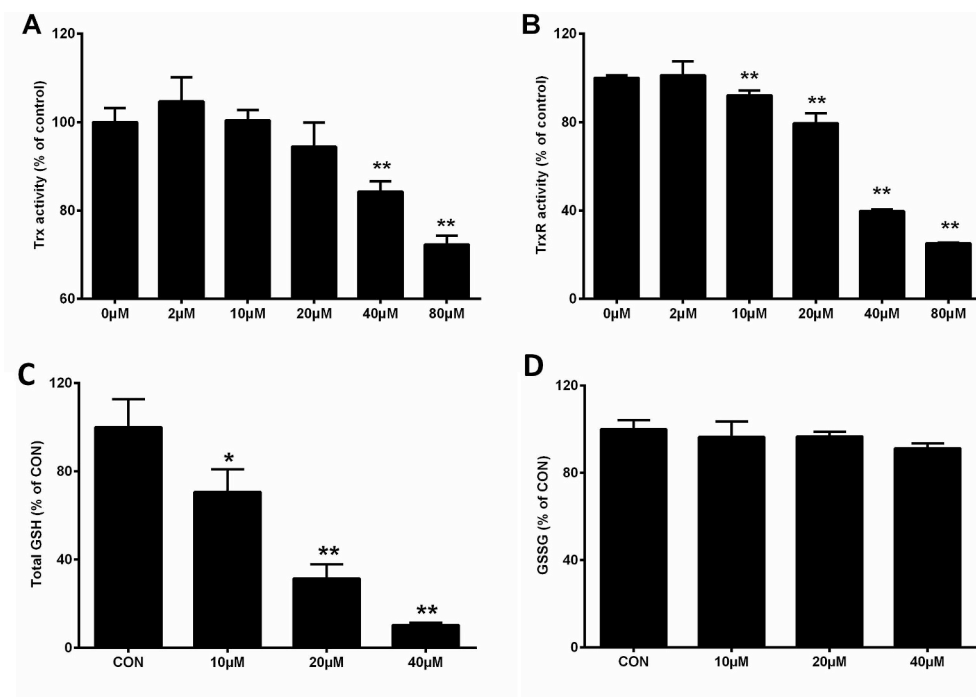 A
Trx activity (% of control)
120
100
80
60
** **
0µM 2µM 10µM 20µM 40µM 80µM
B
TrxR activity (% of control)
120
80
40
0
** ** ** **
0µM 2µM 10µM 20µM 40µM 80µM
C
Total GSH (% of CON)
120
80
40
0
* ** **
CON 10µM 20µM 40µM
D
GSSG (% of CON)
120
80
40
0
CON 10µM 20µM 40µM